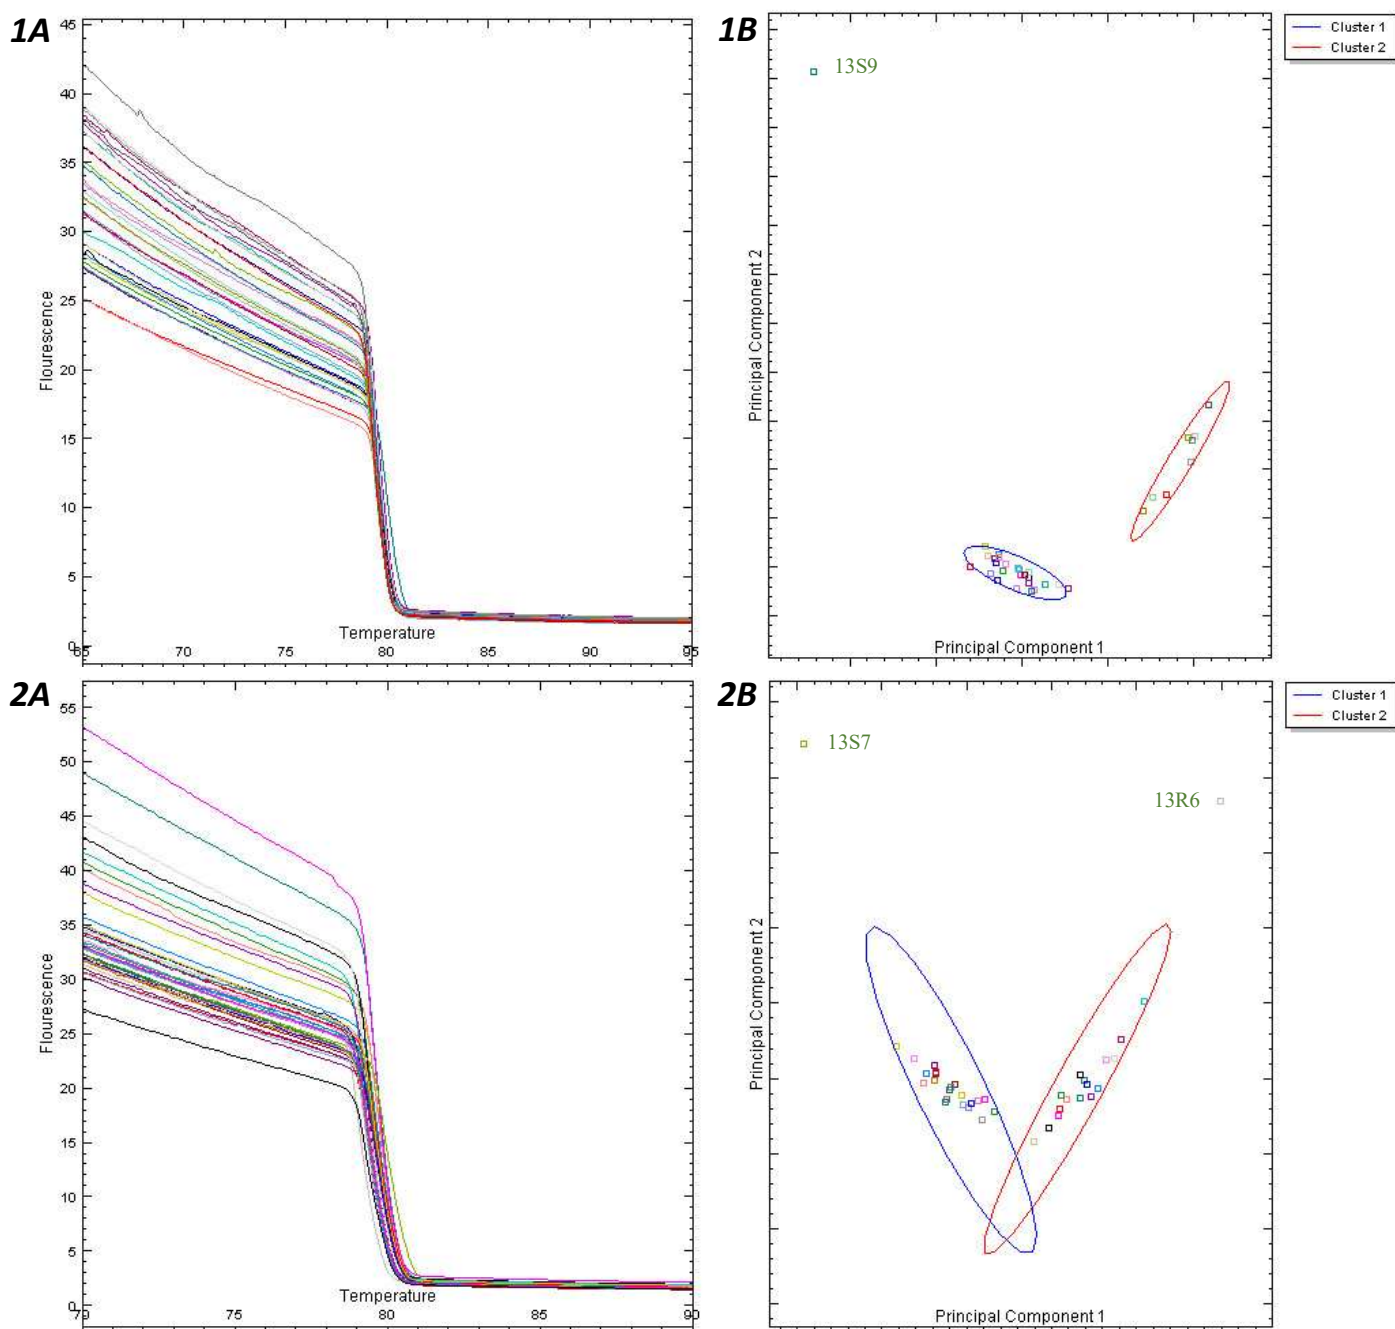 1A
45
40
35
30
25
20
15
10
5
0
Flourescence
Temperature
65 70 75 80 85 90 95
1B
13S9
Principal Component 2
Principal Component 1
Cluster 1
Cluster 2
2A
55
50
45
40
35
30
25
20
15
10
5
0
Flourescence
Temperature
70 75 80 85 90
2B
13S7
13R6
Principal Component 2
Principal Component 1
Cluster 1
Cluster 2